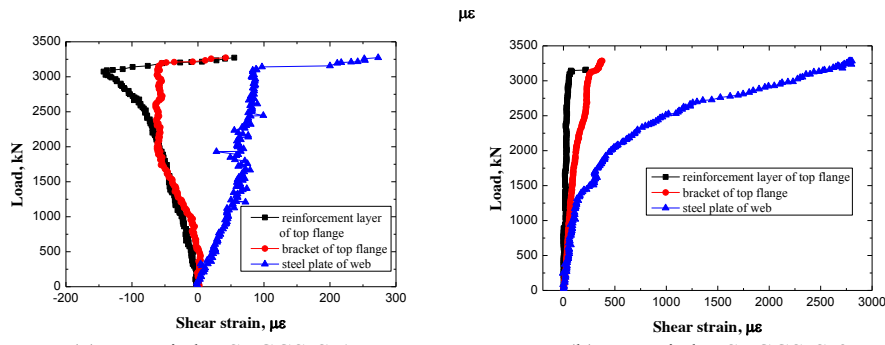 με
3500
3000
2500
2000
1500
1000
500
0
Load, kN
reinforcement layer
of top flange
bracket of top flange
steel plate of web
-200
-100
0
100
200
300
Shear strain, με
3500
3000
2500
2000
1500
1000
500
0
Load, kN
reinforcement layer of top flange
bracket of top flange
steel plate of web
0
500
1000
1500
2000
2500
3000
Shear strain, με